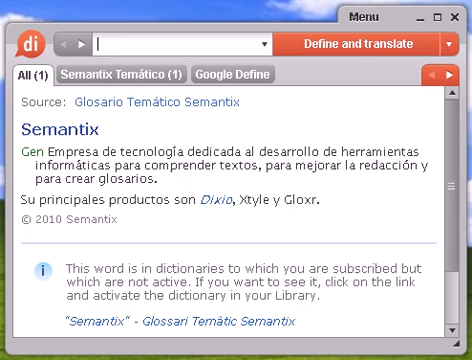 Menu
di
Define and translate
All (1)
Semantix Temático (1)
Google Define
Source: Glosario Temático Semantix
Semantix
Gen Empresa de tecnología dedicada al desarrollo de herramientas
informáticas para comprender textos, para mejorar la redacción y
para crear glosarios.
Su principales productos son Dixio, Xtyle y Gloxr.
© 2010 Semantix
i
This word is in dictionaries to which you are subscribed but
which are not active. If you want to see it, click on the link
and activate the dictionary in your Library.
"Semantix" - Glossari Temàtic Semantix